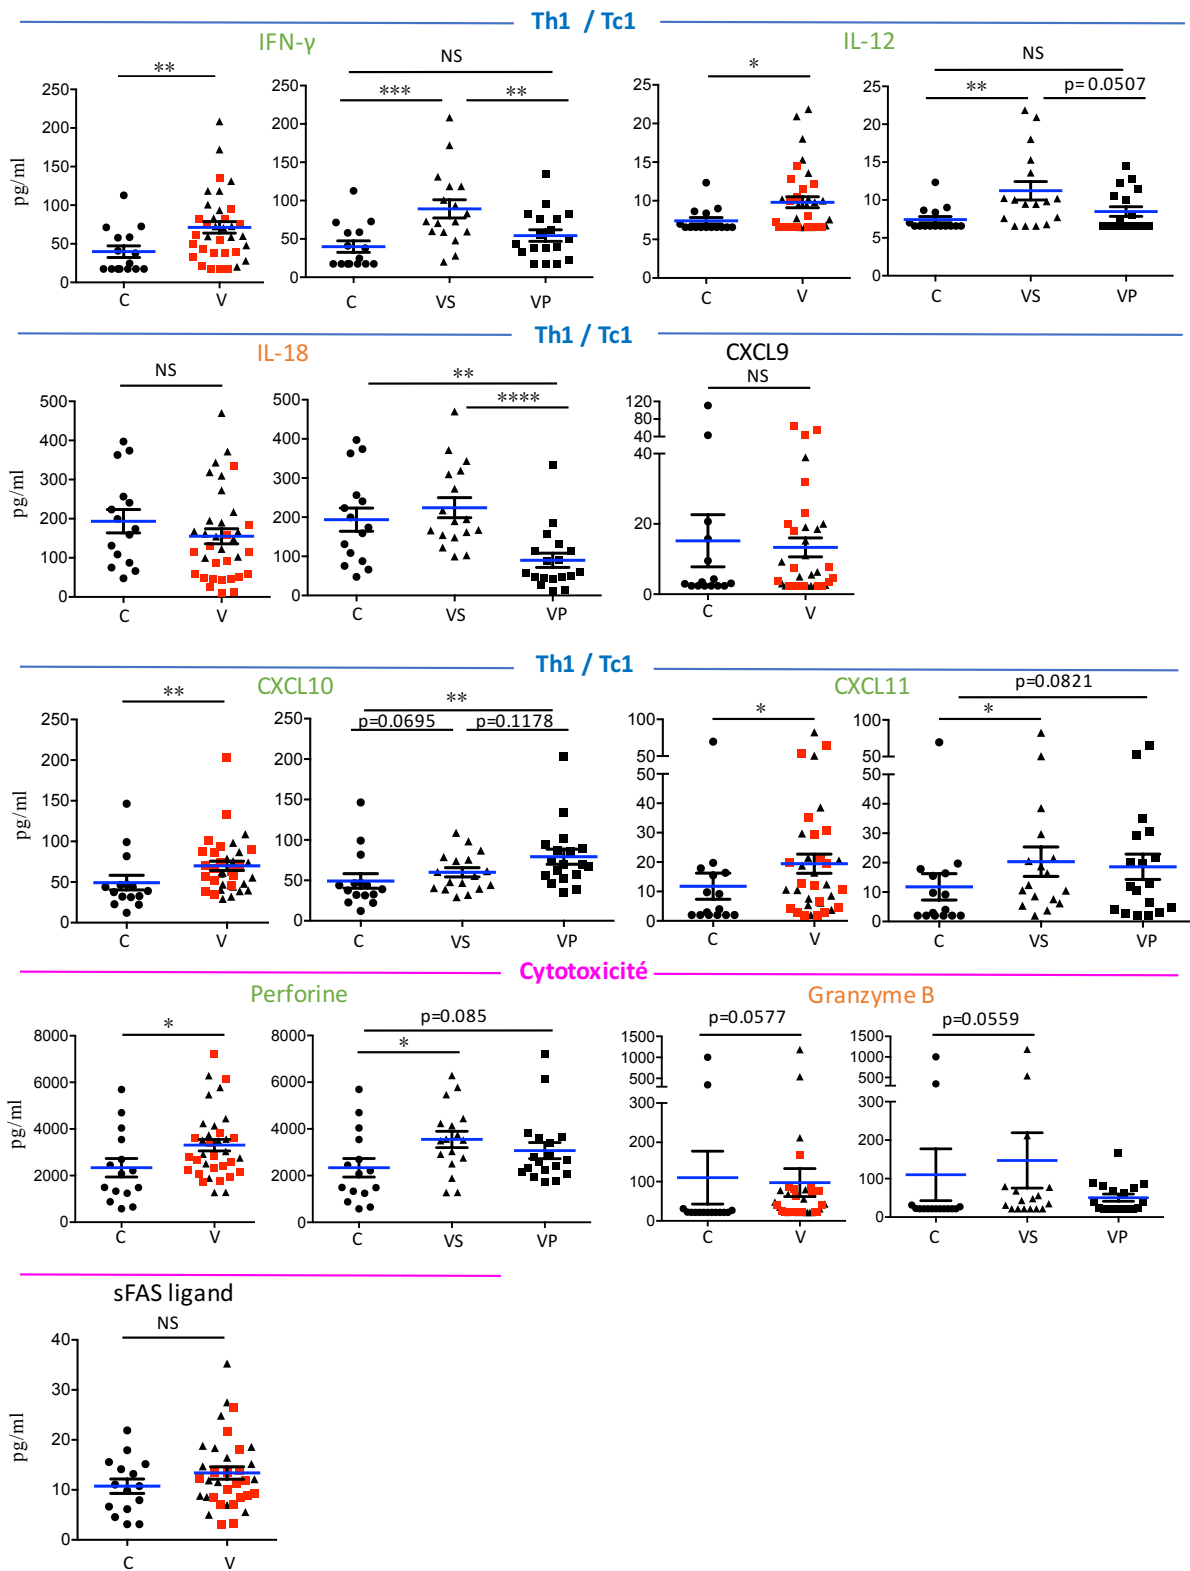 Th1 / Tc1
IFN-γ
IL-12
**
NS
***
**
*
NS
**
p= 0.0507
pg/ml
250
200
150
100
50
0
C
V
250
200
150
100
50
0
C
VS
VP
25
20
15
10
5
0
C
V
25
20
15
10
5
0
C
VS
VP
Th1 / Tc1
IL-18
CXCL9
NS
**
****
NS
pg/ml
500
400
300
200
100
0
C
V
500
400
300
200
100
0
C
VS
VP
120
80
40
40
20
0
C
V
Th1 / Tc1
CXCL10
CXCL11
**
**
p=0.0695
p=0.1178
*
p=0.0821
*
pg/ml
250
200
150
100
50
0
C
V
250
200
150
100
50
0
C
VS
VP
100
50
50
40
30
20
10
0
C
V
100
50
50
40
30
20
10
0
C
VS
VP
Cytotoxicité
Perforine
Granzyme B
*
p=0.085
*
p=0.0577
p=0.0559
pg/ml
8000
6000
4000
2000
0
C
V
8000
6000
4000
2000
0
C
VS
VP
1500
1000
500
300
200
100
0
C
V
1500
1000
500
300
200
100
0
C
VS
VP
sFAS ligand
NS
pg/ml
40
30
20
10
0
C
V